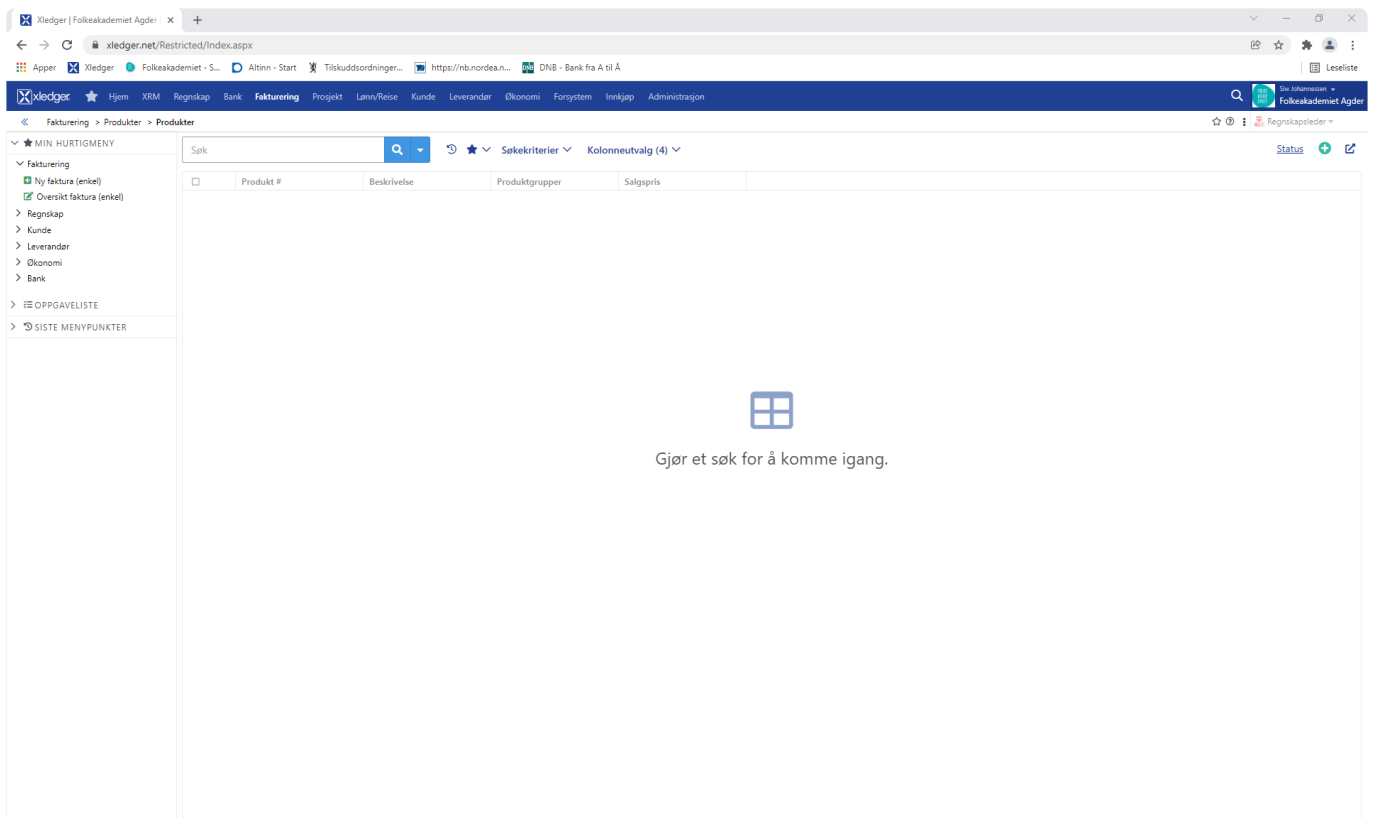 Xledger | Folkeakademiet Agder
xledger.net/Restricted/Index.aspx
Apper Xledger Folkeakademiet - S... Altinn - Start Tilskuddsordninger... https://nb.nordea.n... DNB - Bank fra A til Å Leseliste
xledger Hjem XRM Regnskap Bank Fakturering Prosjekt Lønn/Reise Kunde Leverandør Økonomi Forsystem Innkjøp Administrasjon Siw Johannessen
Folkeakademiet Agder
Fakturering > Produkter > Produkter Regnskapsleder
MIN HURTIGMENY
Søk Søkekriterier Kolonneutvalg (4) Status
Fakturering
Ny faktura (enkel)
Produkt # Beskrivelse Produktgrupper Salgspris
Oversikt faktura (enkel)
Regnskap
Kunde
Leverandør
Økonomi
Bank
OPPGAVELISTE
SISTE MENYPUNKTER
Gjør et søk for å komme igang.